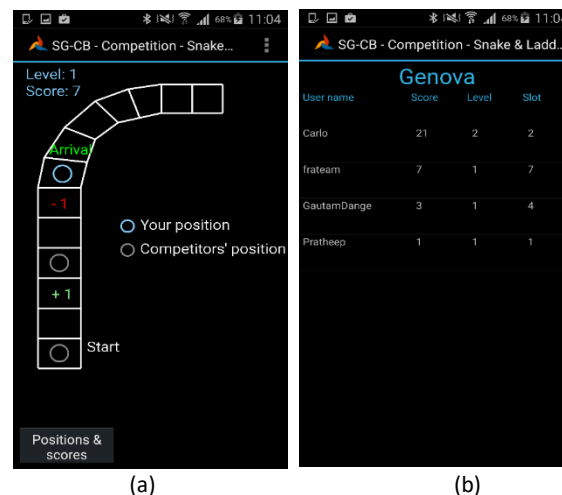 11:04
68%
SG-CB - Competition - Snake...
Level: 1
Score: 7
Arrival
- 1
Your position
Competitors' position
+ 1
Start
Positions &
scores
(a)
68% 11:04
SG-CB - Competition - Snake & Ladd..
Genova
User name Score Level Slot
Carlo 21 2 2
frateam 7 1 7
GautamDange 3 1 4
Pratheep 1 1 1
(b)